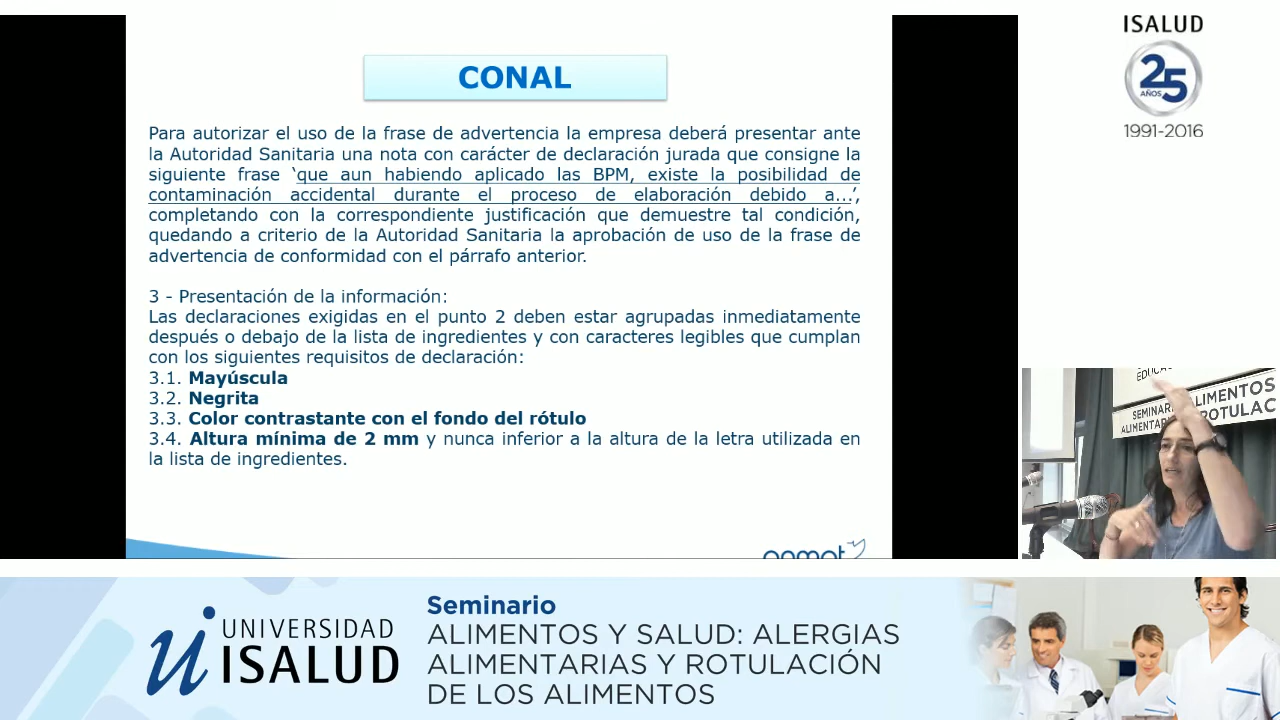 CONAL
Para autorizar el uso de la frase de advertencia la empresa deberá presentar ante
la Autoridad Sanitaria una nota con carácter de declaración jurada que consigne la
siguiente frase ‘que aun habiendo aplicado las BPM, existe la posibilidad de
contaminación accidental durante el proceso de elaboración debido a...’,
completando con la correspondiente justificación que demuestre tal condición,
quedando a criterio de la Autoridad Sanitaria la aprobación de uso de la frase de
advertencia de conformidad con el párrafo anterior.
3 - Presentación de la información:
Las declaraciones exigidas en el punto 2 deben estar agrupadas inmediatamente
después o debajo de la lista de ingredientes y con caracteres legibles que cumplan
con los siguientes requisitos de declaración:
3.1. Mayúscula
3.2. Negrita
3.3. Color contrastante con el fondo del rótulo
3.4. Altura mínima de 2 mm y nunca inferior a la altura de la letra utilizada en
la lista de ingredientes.
anmat
ISALUD
25
AÑOS
1991-2016
ALIMENTOS
ROTULAC
UNIVERSIDAD
ISALUD
Seminario
ALIMENTOS Y SALUD: ALERGIAS
ALIMENTARIAS Y ROTULACIÓN
DE LOS ALIMENTOS